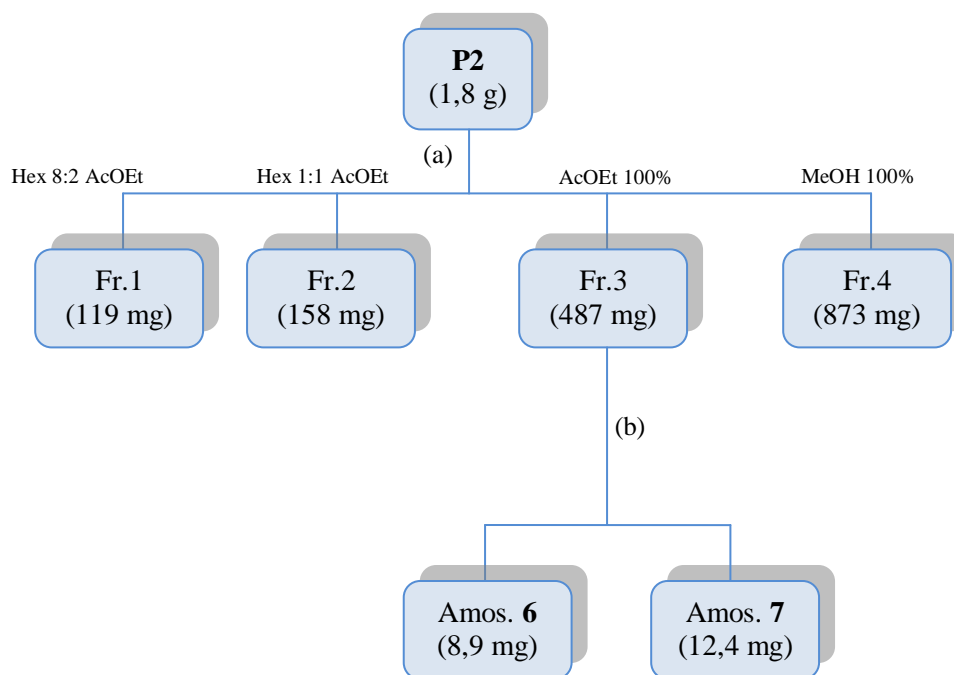 P2
(1,8 g)
(a)
Hex 8:2 AcOEt
Hex 1:1 AcOEt
AcOEt 100%
MeOH 100%
Fr.1
(119 mg)
Fr.2
(158 mg)
Fr.3
(487 mg)
Fr.4
(873 mg)
(b)
Amos. 6
(8,9 mg)
Amos. 7
(12,4 mg)